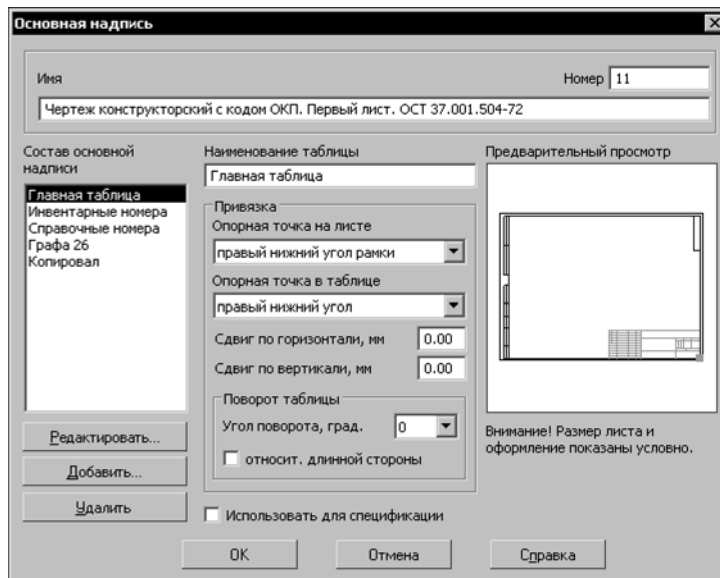 Основная надпись
Имя
Номер 11
Чертеж конструкторский с кодом ОКП. Первый лист. ОСТ 37.001.504-72
Состав основной
надписи
Главная таблица
Инвентарные номера
Справочные номера
Графа 26
Копировал
Редактировать...
Добавить...
Удалить
Наименование таблицы
Главная таблица
Привязка
Опорная точка на листе
правый нижний угол рамки
Опорная точка в таблице
правый нижний угол
Сдвиг по горизонтали, мм 0.00
Сдвиг по вертикали, мм 0.00
Поворот таблицы
Угол поворота, град. 0
относит. длинной стороны
Предварительный просмотр
Внимание! Размер листа и
оформление показаны условно.
Использовать для спецификации
OK Отмена Справка